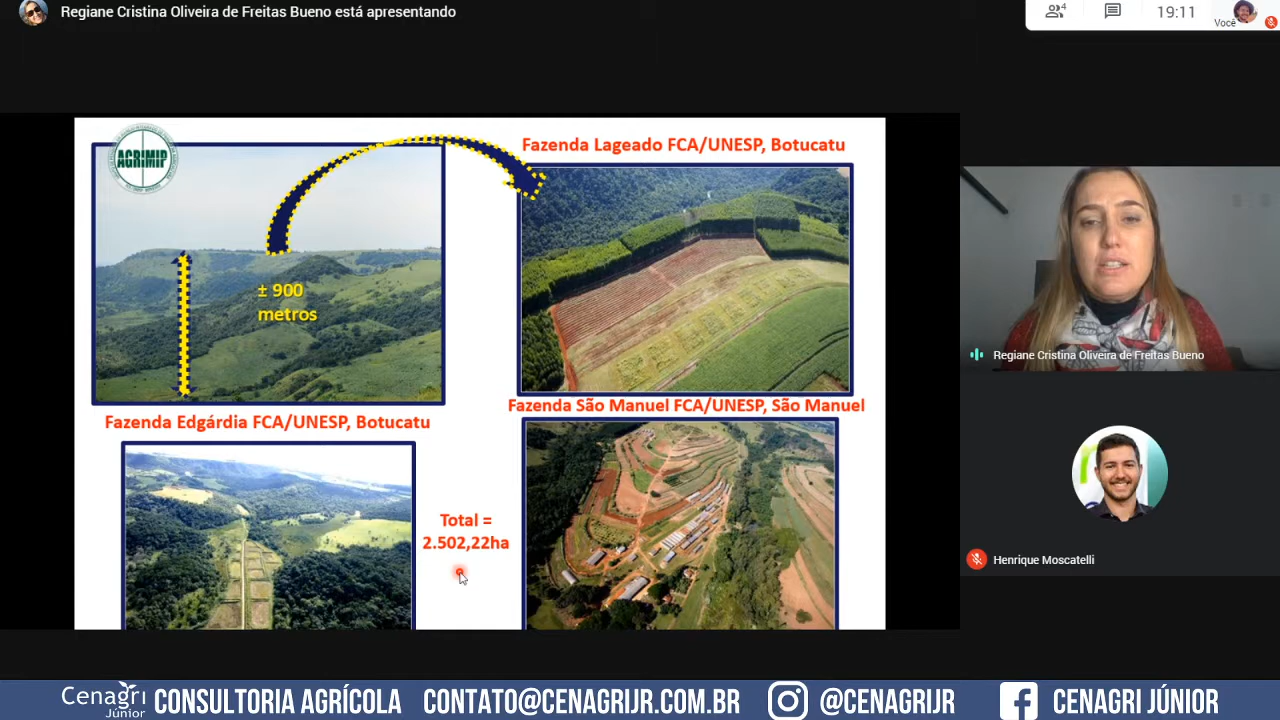 Regiane Cristina Oliveira de Freitas Bueno está apresentando
4
19:11
Você
AGRIMIP
Fazenda Lageado FCA/UNESP, Botucatu
± 900
metros
Regiane Cristina Oliveira de Freitas Bueno
Fazenda São Manuel FCA/UNESP, São Manuel
Fazenda Edgárdia FCA/UNESP, Botucatu
Total =
2.502,22ha
Henrique Moscatelli
Cenagri
Júnior
CONSULTORIA AGRÍCOLA CONTATO@CENAGRIJR.COM.BR @CENAGRIJR CENAGRI JÚNIOR